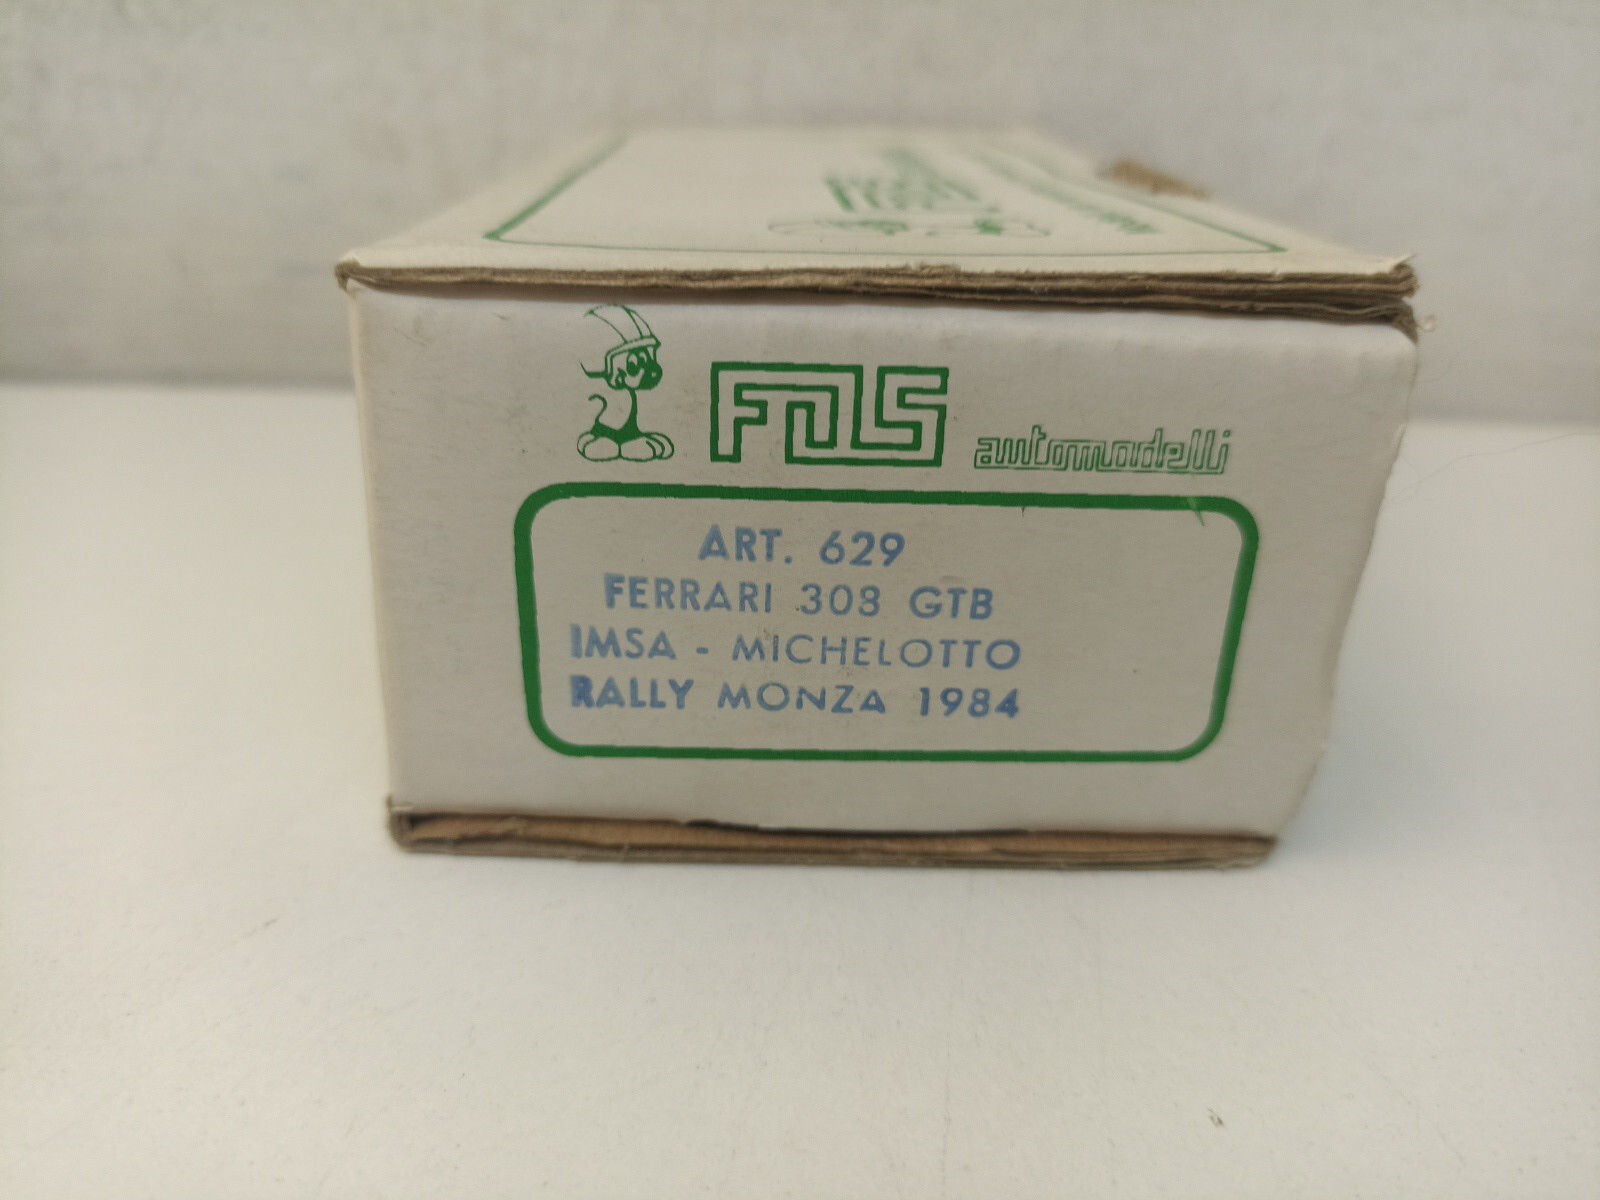 FDS automodelli
ART. 629
FERRARI 308 GTB
IMSA - MICHELOTTO
RALLY MONZA 1984